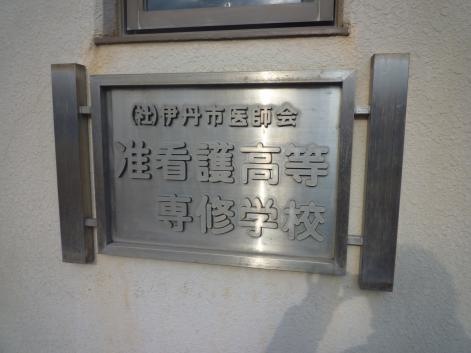 (社)伊丹市医師会
准看護高等
専修学校